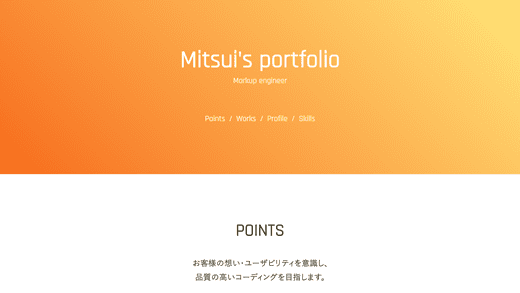 Mitsui's portfolio
Markup engineer
Points / Works / Profile / Skills
POINTS
お客様の想い・ユーザビリティを意識し、
品質の高いコーディングを目指します。